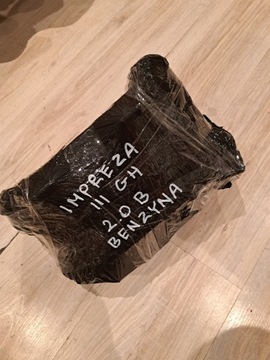 IMPREZA
III GH
2.0 B
BENZYNA